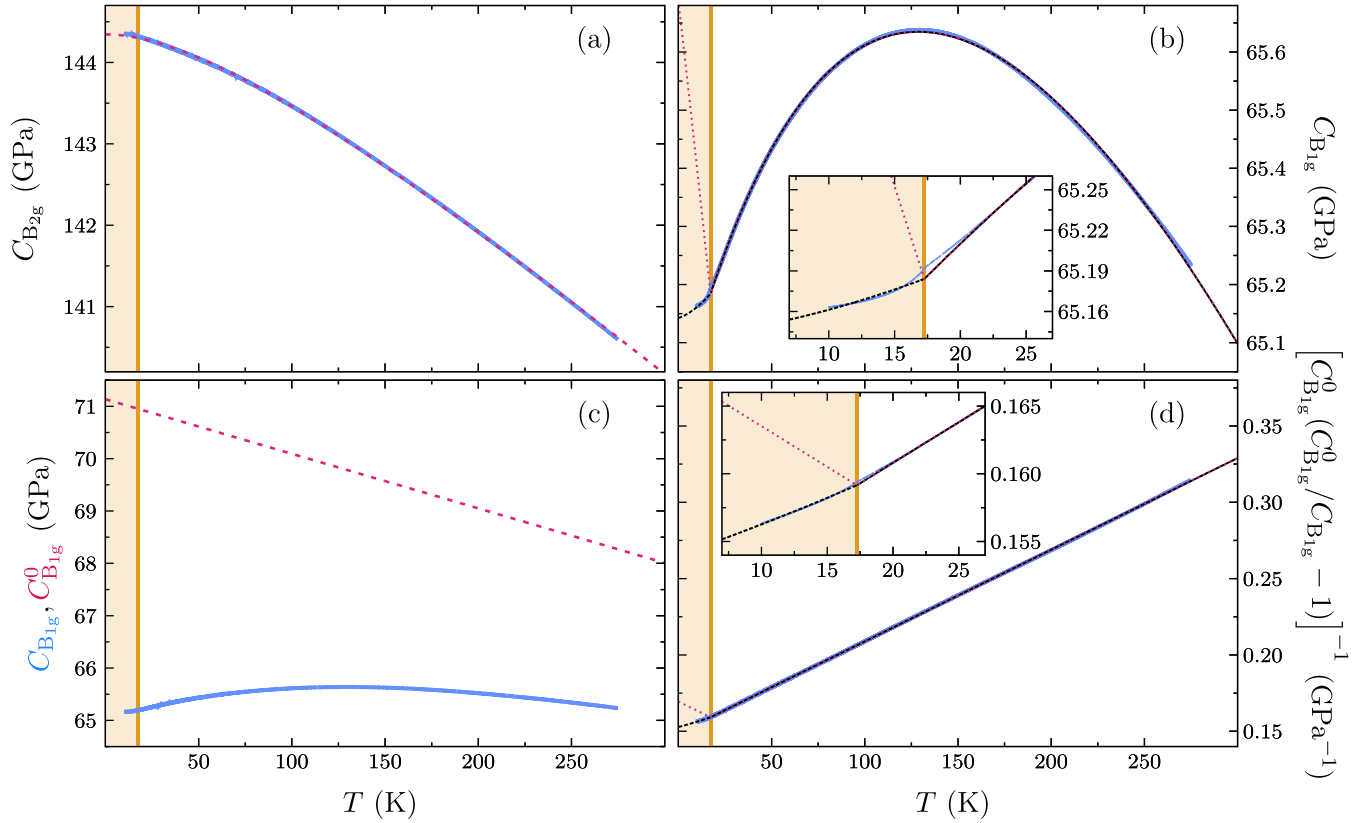 (a)
144
143
142
141
C_{B_{2g}} (GPa)
(b)
65.6
65.5
65.4
65.3
65.2
65.1
C_{B_{1g}} (GPa)
65.25
65.22
65.19
65.16
10 15 20 25
(c)
71
70
69
68
67
66
65
C_{B_{1g}}, C^0_{B_{1g}} (GPa)
50 100 150 200 250
T (K)
(d)
0.35
0.30
0.25
0.20
0.15
[C^0_{B_{1g}}(C^0_{B_{1g}}/C_{B_{1g}} − 1)]^{−1} (GPa^{−1})
0.165
0.160
0.155
10 15 20 25
50 100 150 200 250
T (K)